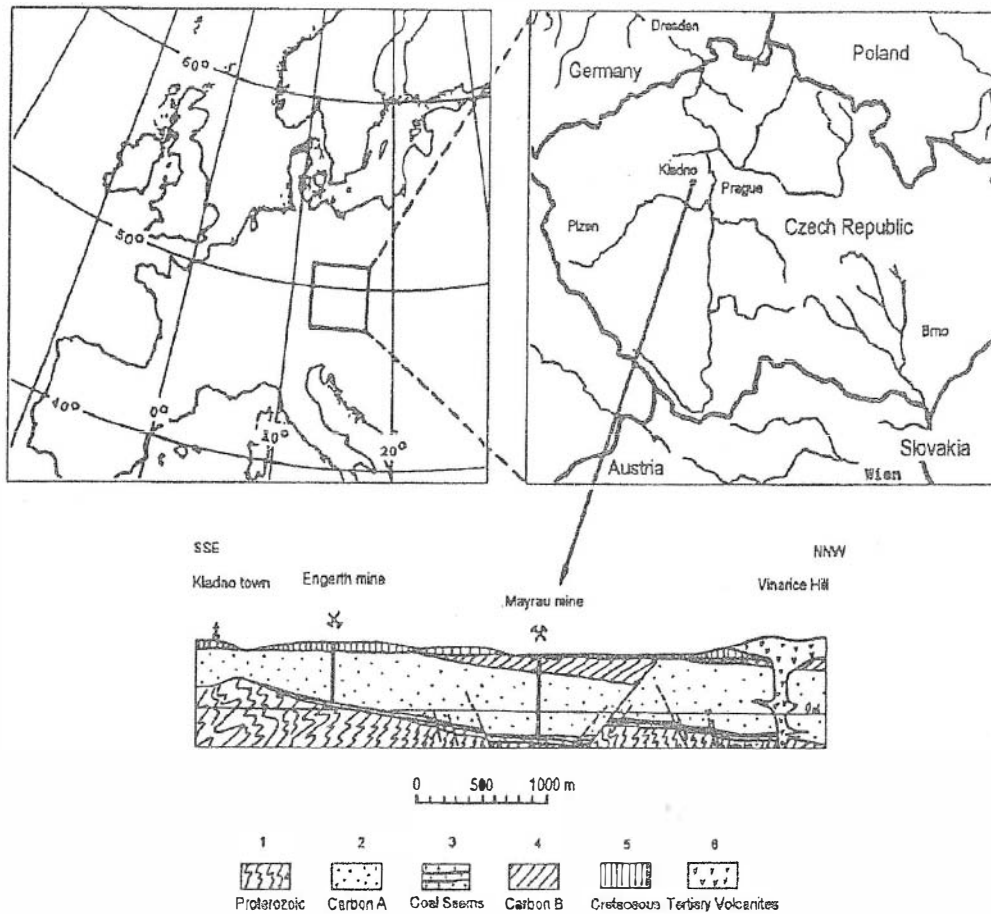 60°
50°
40°
0°
10°
20°
Dresden
Germany
Poland
Kladno
Prague
Plzen
Czech Republic
Brno
Slovakia
Austria
Wien
SSE
NNW
Kladno town
Engerth mine
Mayrau mine
Vinarice Hill
0 m
0 500 1000 m
1 2 3 4 5 6
Proterozoic Carbon A Coal Seems Carbon B Cretaceous Tertiary Volcanites